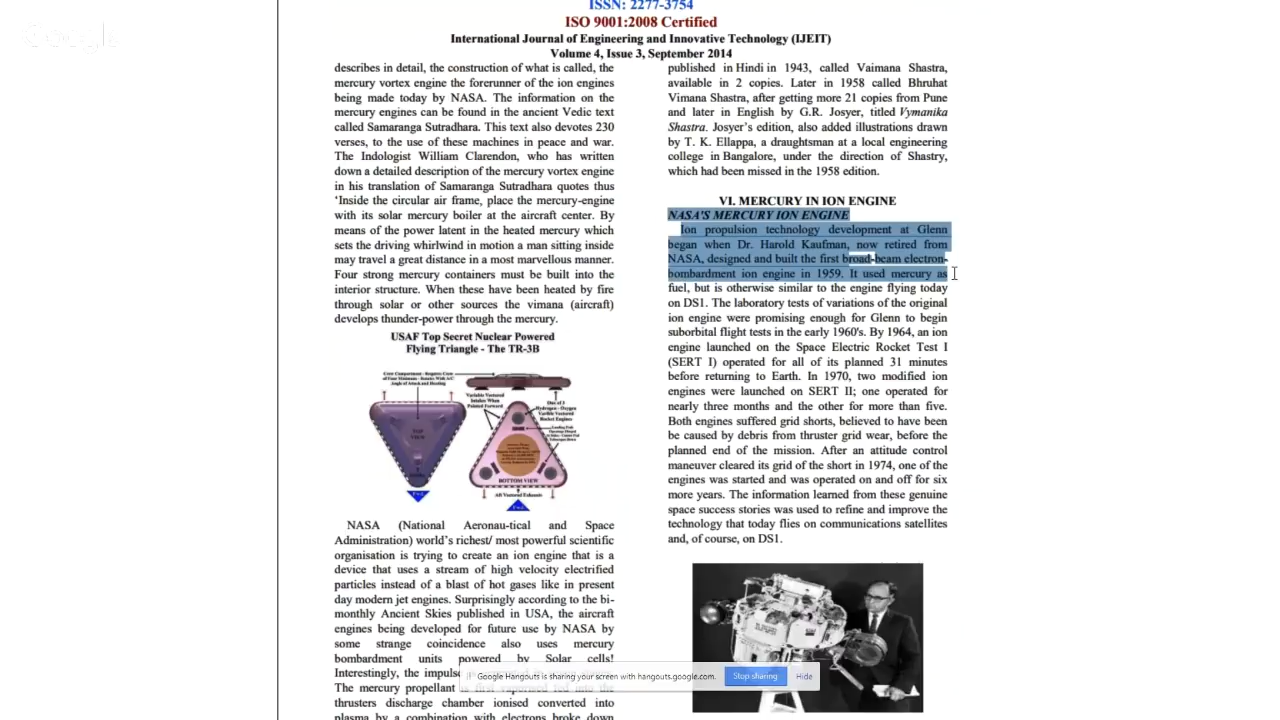 Google
ISSN: 2277-3754
ISO 9001:2008 Certified
International Journal of Engineering and Innovative Technology (IJEIT)
Volume 4, Issue 3, September 2014
describes in detail, the construction of what is called, the
mercury vortex engine the forerunner of the ion engines
being made today by NASA. The information on the
mercury engines can be found in the ancient Vedic text
called Samaranga Sutradhara. This text also devotes 230
verses, to the use of these machines in peace and war.
The Indologist William Clarendon, who has written
down a detailed description of the mercury vortex engine
in his translation of Samaranga Sutradhara quotes thus
‘Inside the circular air frame, place the mercury-engine
with its solar mercury boiler at the aircraft center. By
means of the power latent in the heated mercury which
sets the driving whirlwind in motion a man sitting inside
may travel a great distance in a most marvellous manner.
Four strong mercury containers must be built into the
interior structure. When these have been heated by fire
through solar or other sources the vimana (aircraft)
develops thunder-power through the mercury.
USAF Top Secret Nuclear Powered
Flying Triangle - The TR-3B
Variable Vectored
Intakes When
Pointed Forward
TOP
VIEW
BOTTOM VIEW
All Vectored Exhausts
NASA (National Aeronau-tical and Space
Administration) world’s richest/ most powerful scientific
organisation is trying to create an ion engine that is a
device that uses a stream of high velocity electrified
particles instead of a blast of hot gases like in present
day modern jet engines. Surprisingly according to the bi-
monthly Ancient Skies published in USA, the aircraft
engines being developed for future use by NASA by
some strange coincidence also uses mercury
bombardment units powered by Solar cells!
Interestingly, the impuls
The mercury propellant
thrusters discharge chamber ionised converted into
plasma by a combination with electrons broke down
published in Hindi in 1943, called Vaimana Shastra,
available in 2 copies. Later in 1958 called Bhruhat
Vimana Shastra, after getting more 21 copies from Pune
and later in English by G.R. Josyer, titled Vymanika
Shastra. Josyer’s edition, also added illustrations drawn
by T. K. Ellappa, a draughtsman at a local engineering
college in Bangalore, under the direction of Shastry,
which had been missed in the 1958 edition.
VI. MERCURY IN ION ENGINE
NASA’S MERCURY ION ENGINE
Ion propulsion technology development at Glenn
began when Dr. Harold Kaufman, now retired from
NASA, designed and built the first broad-beam electron-
bombardment ion engine in 1959. It used mercury as
fuel, but is otherwise similar to the engine flying today
on DS1. The laboratory tests of variations of the original
ion engine were promising enough for Glenn to begin
suborbital flight tests in the early 1960's. By 1964, an ion
engine launched on the Space Electric Rocket Test I
(SERT I) operated for all of its planned 31 minutes
before returning to Earth. In 1970, two modified ion
engines were launched on SERT II; one operated for
nearly three months and the other for more than five.
Both engines suffered grid shorts, believed to have been
be caused by debris from thruster grid wear, before the
planned end of the mission. After an attitude control
maneuver cleared its grid of the short in 1974, one of the
engines was started and was operated on and off for six
more years. The information learned from these genuine
space success stories was used to refine and improve the
technology that today flies on communications satellites
and, of course, on DS1.
Google Hangouts is sharing your screen with hangouts.google.com.
Stop sharing
Hide